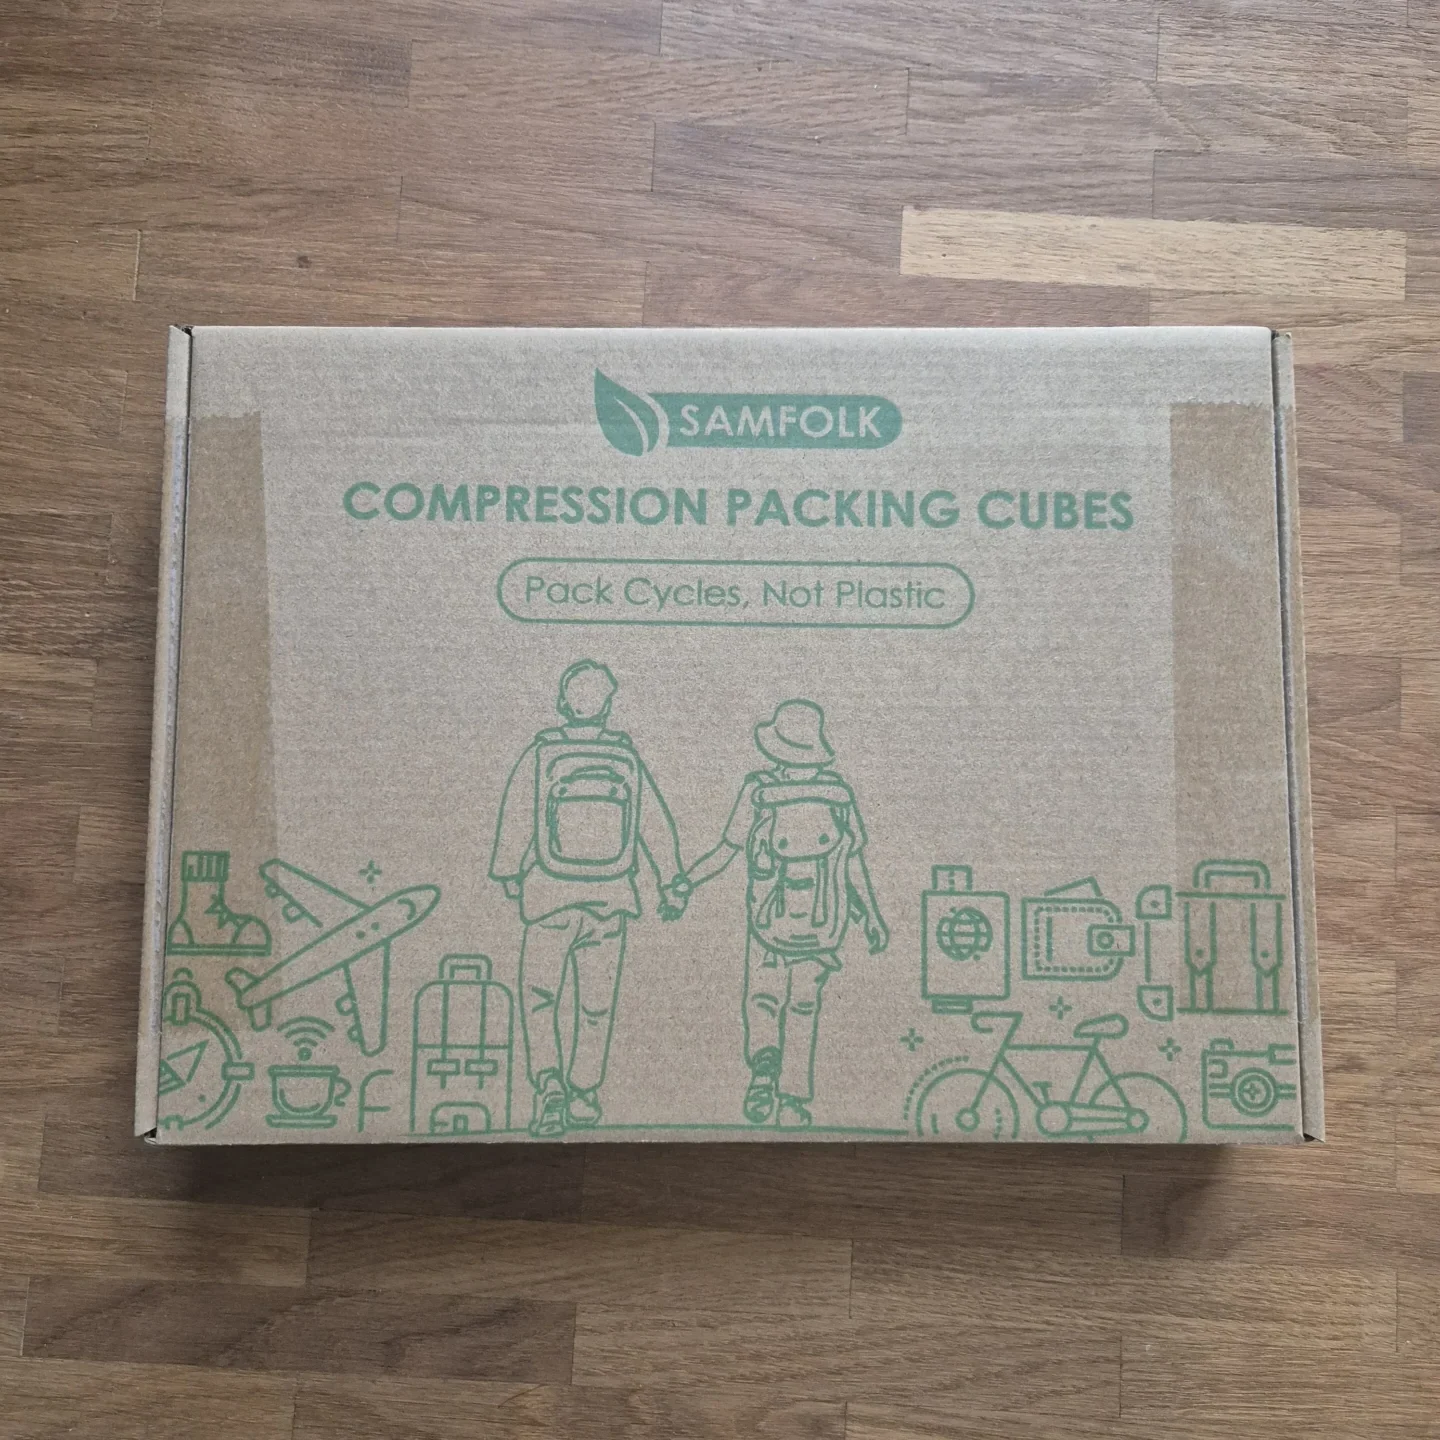 SAMFOLK
COMPRESSION PACKING CUBES
Pack Cycles, Not Plastic